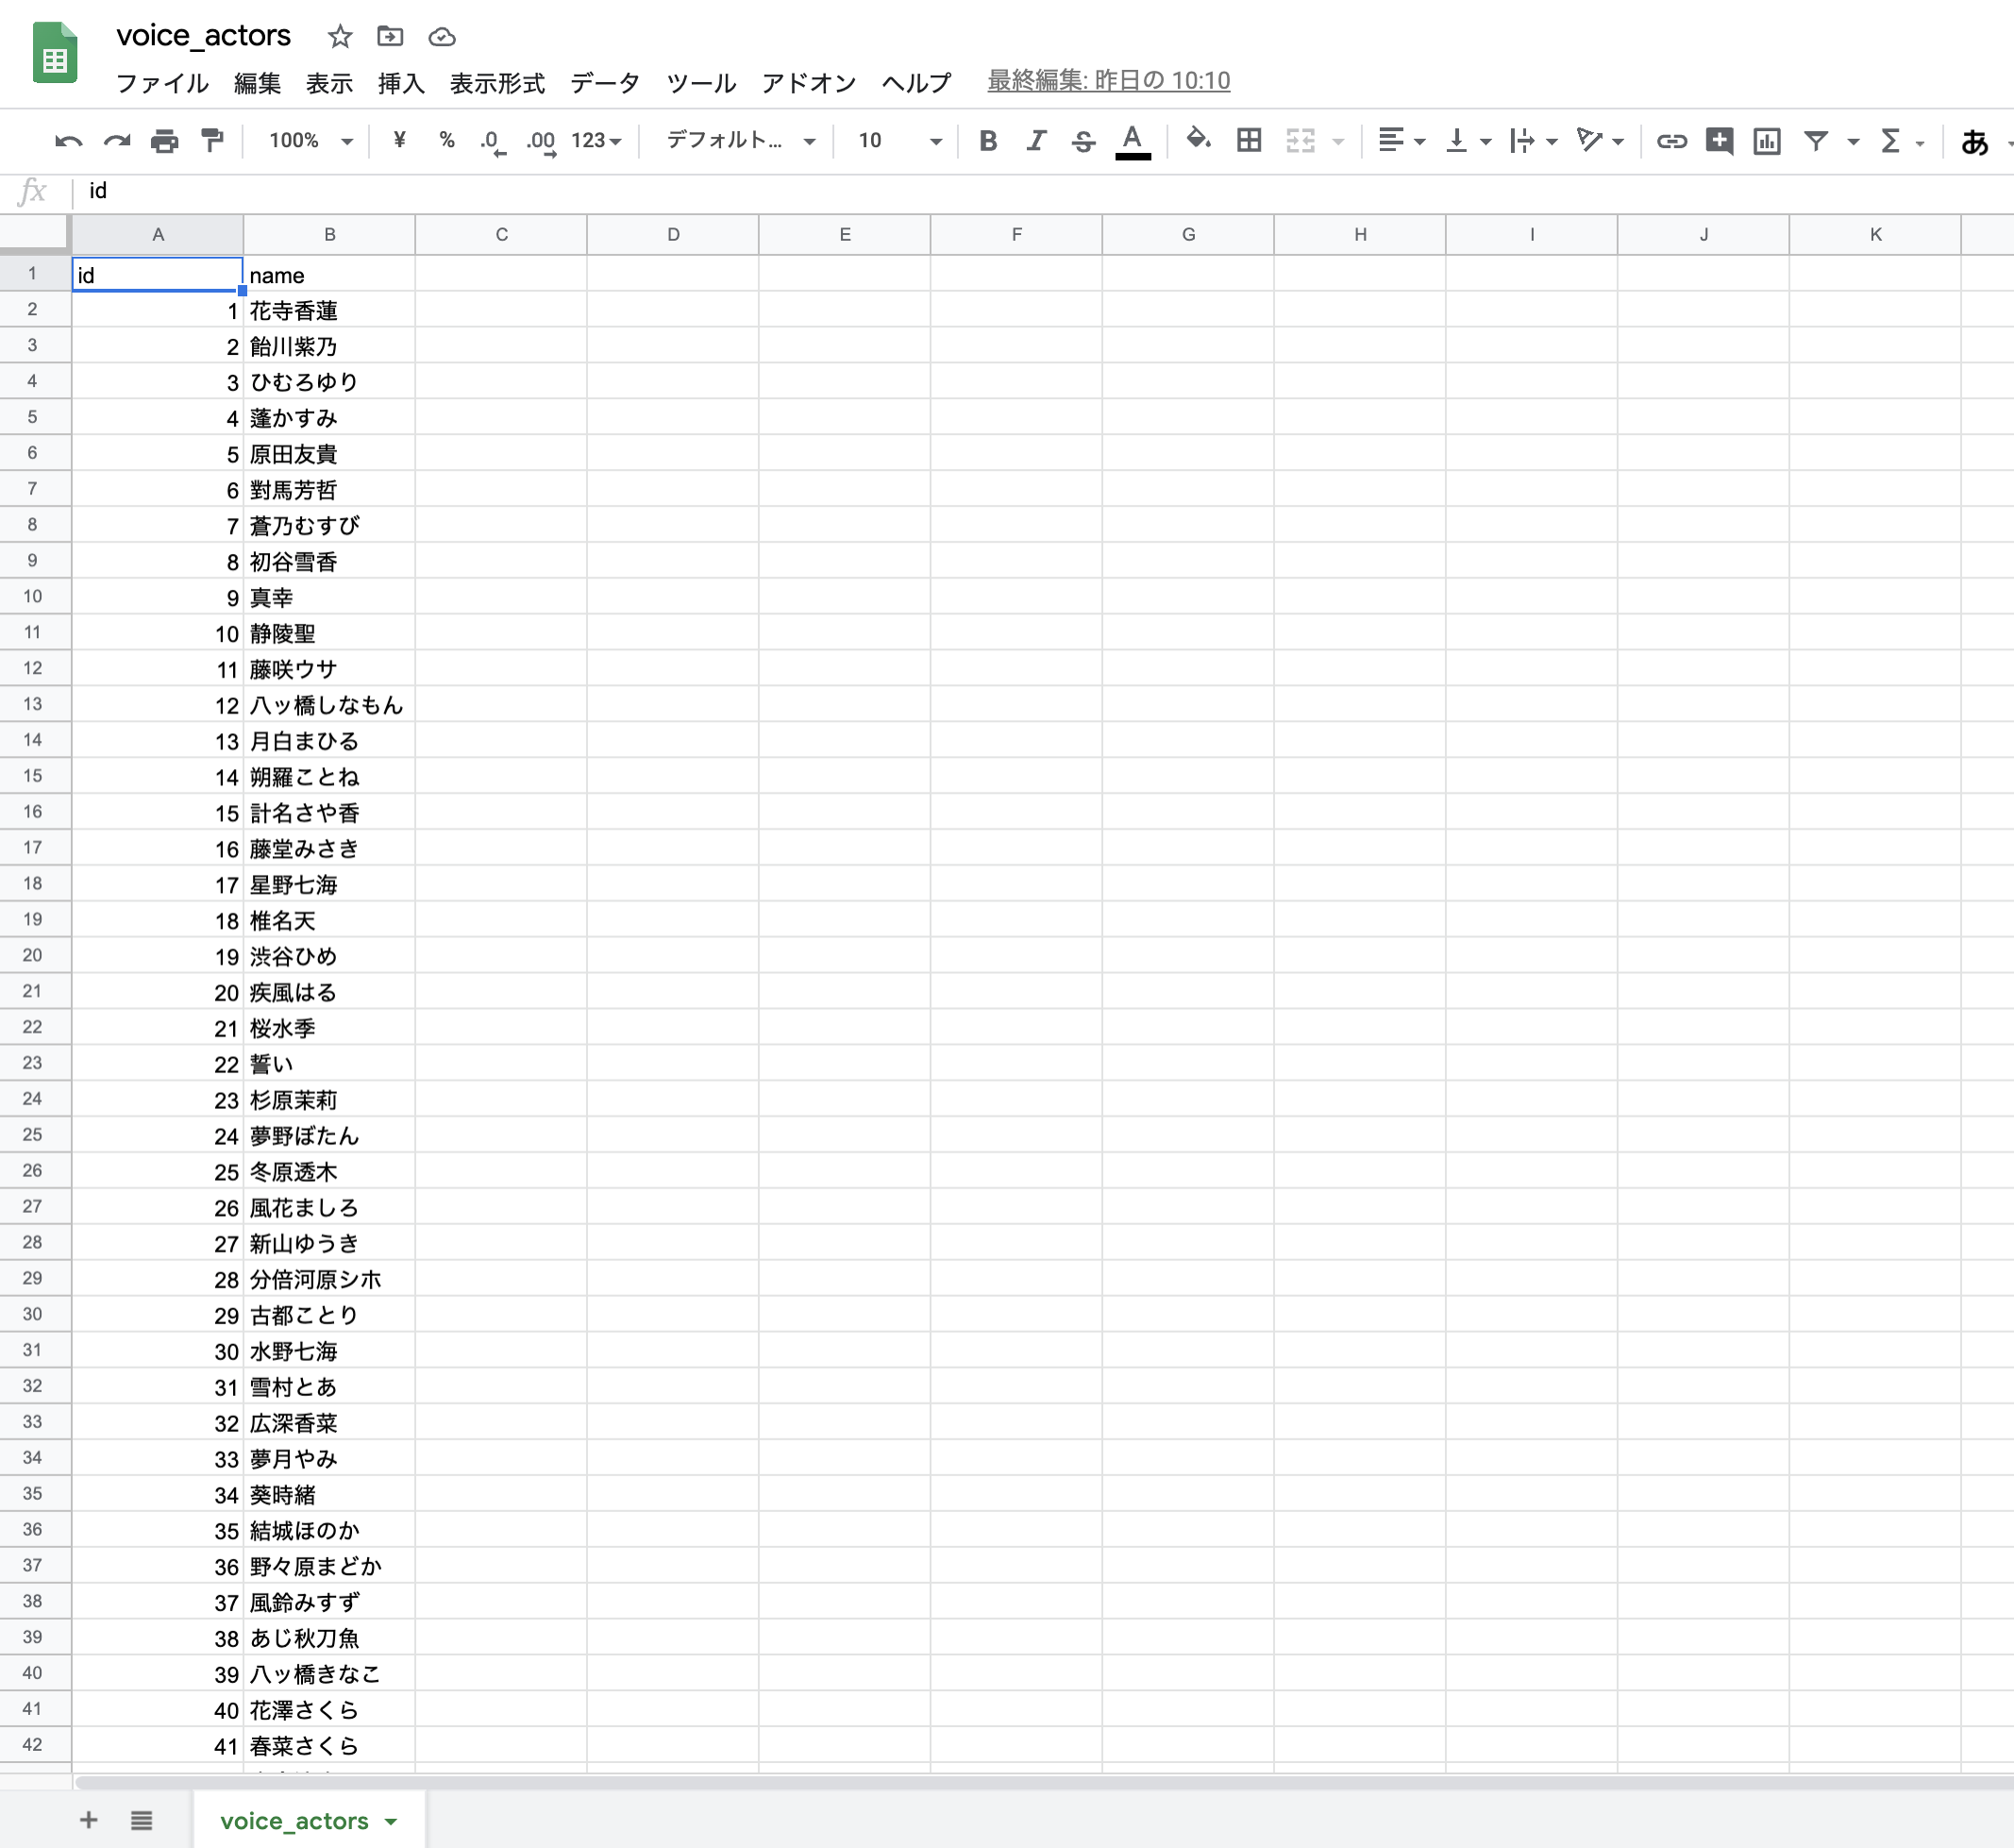 voice_actors
ファイル 編集 表示 挿入 表示形式 データ ツール アドオン ヘルプ 最終編集: 昨日の 10:10
100% ¥ % .0 .00 123 デフォルト... 10 B I S A Σ あ
fx id
A B C D E F G H I J K
1 id name
2 1 花寺香蓮
3 2 飴川紫乃
4 3 ひむろゆり
5 4 蓬かすみ
6 5 原田友貴
7 6 對馬芳哲
8 7 蒼乃むすび
9 8 初谷雪香
10 9 真幸
11 10 静陵聖
12 11 藤咲ウサ
13 12 八ッ橋しなもん
14 13 月白まひる
15 14 朔羅ことね
16 15 計名さや香
17 16 藤堂みさき
18 17 星野七海
19 18 椎名天
20 19 渋谷ひめ
21 20 疾風はる
22 21 桜水季
23 22 誓い
24 23 杉原茉莉
25 24 夢野ぼたん
26 25 冬原透木
27 26 風花ましろ
28 27 新山ゆうき
29 28 分倍河原シホ
30 29 古都ことり
31 30 水野七海
32 31 雪村とあ
33 32 広深香菜
34 33 夢月やみ
35 34 葵時緒
36 35 結城ほのか
37 36 野々原まどか
38 37 風鈴みすず
39 38 あじ秋刀魚
40 39 八ッ橋きなこ
41 40 花澤さくら
42 41 春菜さくら
voice_actors